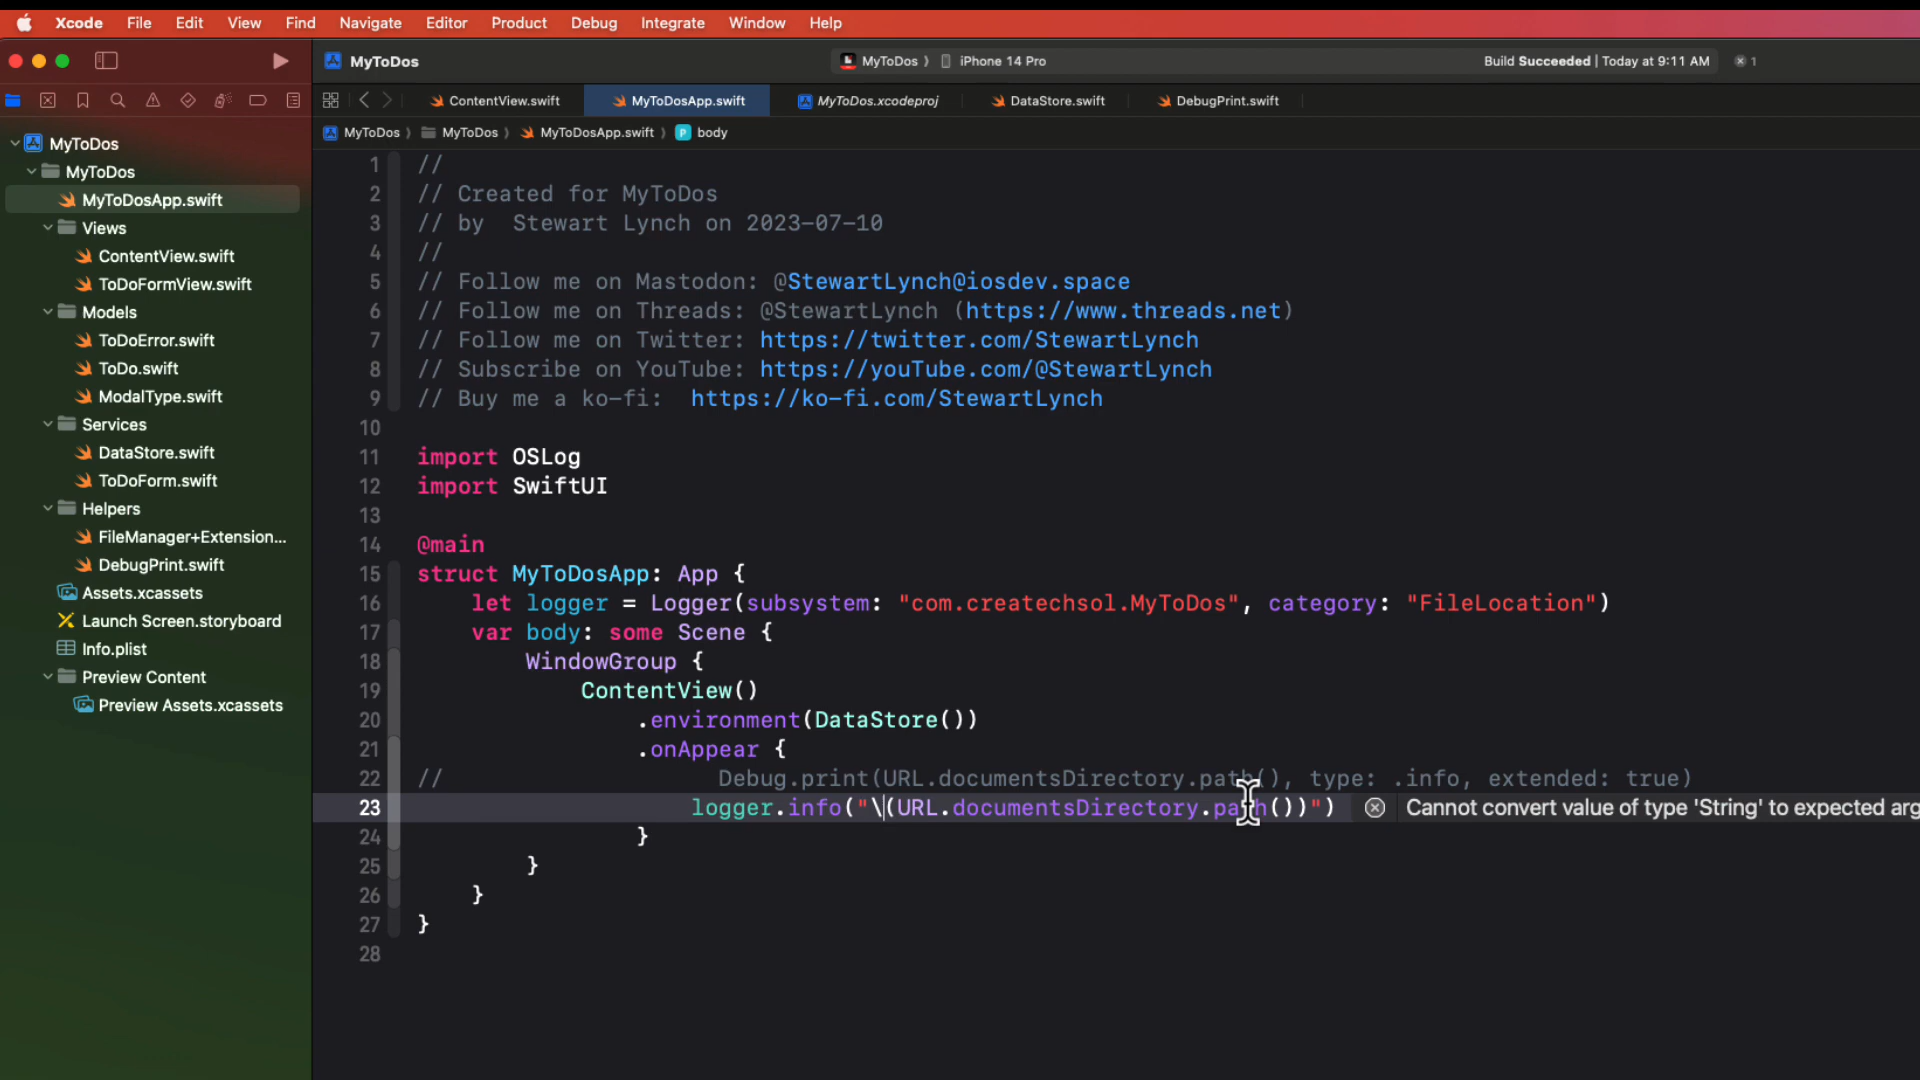 Xcode File Edit View Find Navigate Editor Product Debug Integrate Window Help
MyToDos
MyToDos ⟩ iPhone 14 Pro
Build Succeeded | Today at 9:11 AM
1
ContentView.swift
MyToDosApp.swift
MyToDos.xcodeproj
DataStore.swift
DebugPrint.swift
MyToDos ⟩ MyToDos ⟩ MyToDosApp.swift ⟩ P body
MyToDos
MyToDos
MyToDosApp.swift
Views
ContentView.swift
ToDoFormView.swift
Models
ToDoError.swift
ToDo.swift
ModalType.swift
Services
DataStore.swift
ToDoForm.swift
Helpers
FileManager+Extension...
DebugPrint.swift
Assets.xcassets
Launch Screen.storyboard
Info.plist
Preview Content
Preview Assets.xcassets
1 //
2 // Created for MyToDos
3 // by  Stewart Lynch on 2023-07-10
4 //
5 // Follow me on Mastodon: @StewartLynch@iosdev.space
6 // Follow me on Threads: @StewartLynch (https://www.threads.net)
7 // Follow me on Twitter: https://twitter.com/StewartLynch
8 // Subscribe on YouTube: https://youTube.com/@StewartLynch
9 // Buy me a ko-fi:  https://ko-fi.com/StewartLynch
10
11 import OSLog
12 import SwiftUI
13
14 @main
15 struct MyToDosApp: App {
16     let logger = Logger(subsystem: "com.createchsol.MyToDos", category: "FileLocation")
17     var body: some Scene {
18         WindowGroup {
19             ContentView()
20                 .environment(DataStore())
21                 .onAppear {
22 //                    Debug.print(URL.documentsDirectory.path(), type: .info, extended: true)
23                     logger.info("\(URL.documentsDirectory.path())") Cannot convert value of type 'String' to expected arg
24                 }
25         }
26     }
27 }
28